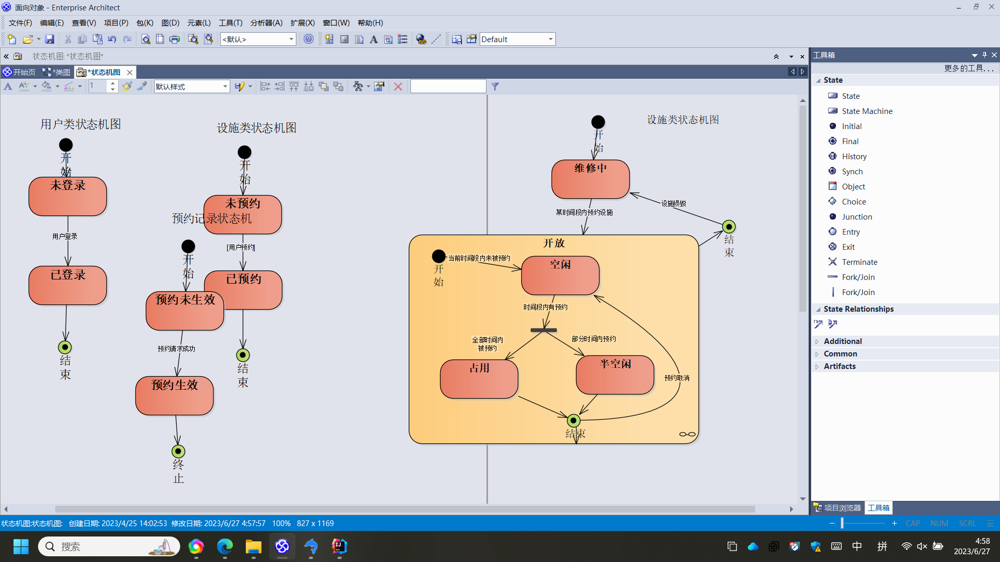 面向对象 - Enterprise Architect
文件(F) 编辑(E) 查看(V) 项目(P) 包(K) 图(D) 元素(L) 工具(T) 分析器(A) 扩展(X) 窗口(W) 帮助(H)
<默认>
Default
状态机图: "状态机图"
开始页 *类图 *状态机图
1
默认样式
用户类状态机图
开始
未登录
用户登录
已登录
结束
设施类状态机图
开始
未预约
[用户预约]
已预约
结束
预约记录状态机
开始
预约未生效
预约请求成功
预约生效
终止
设施类状态机图
开始
维修中
某时间段内预约设施
设施损毁
结束
开放
开始
当前时间段内未被预约
空闲
时间段内有预约
全部时间内
被预约
部分时间内预约
占用
半空闲
预约取消
结束
工具箱
更多的工具...
State
State
State Machine
Initial
Final
History
Synch
Object
Choice
Junction
Entry
Exit
Terminate
Fork/Join
Fork/Join
State Relationships
Additional
Common
Artifacts
项目浏览器 工具箱
状态机图:状态机图: 创建日期: 2023/4/25 14:02:53 修改日期: 2023/6/27 4:57:57 100% 827 x 1169
CAP NUM SCRL 云
搜索
中 拼
4:58
2023/6/27